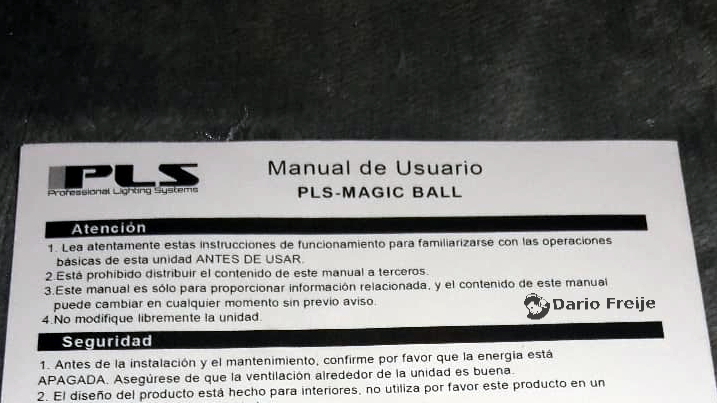 PLS
Professional Lighting Systems
Manual de Usuario
PLS-MAGIC BALL
Atención
1. Lea atentamente estas instrucciones de funcionamiento para familiarizarse con las operaciones
básicas de esta unidad ANTES DE USAR.
2.Está prohibido distribuir el contenido de este manual a terceros.
3.Este manual es sólo para proporcionar información relacionada, y el contenido de este manual
puede cambiar en cualquier momento sin previo aviso.
4.No modifique libremente la unidad.
Dario Freije
Seguridad
1. Antes de la instalación y el mantenimiento, confirme por favor que la energía está
APAGADA. Asegúrese de que la ventilación alrededor de la unidad es buena.
2. El diseño del producto está hecho para interiores, no utiliza por favor este producto en un